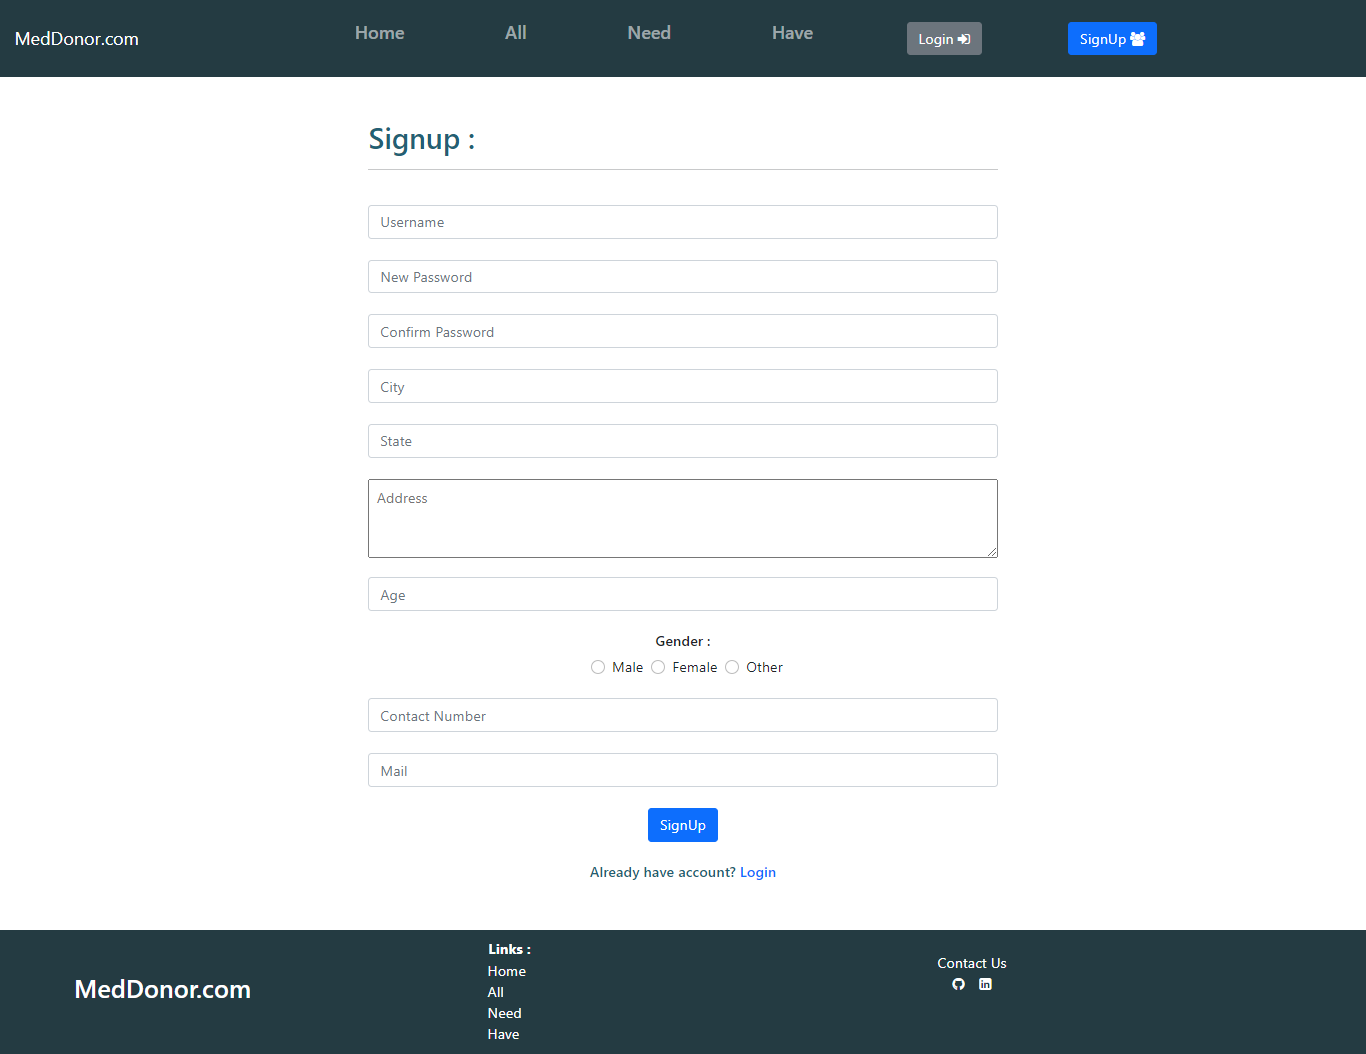 MedDonor.com Home All Need Have Login SignUp
Signup :
Username
New Password
Confirm Password
City
State
Address
Age
Gender :
Male Female Other
Contact Number
Mail
SignUp
Already have account? Login
MedDonor.com
Links :
Home
All
Need
Have
Contact Us